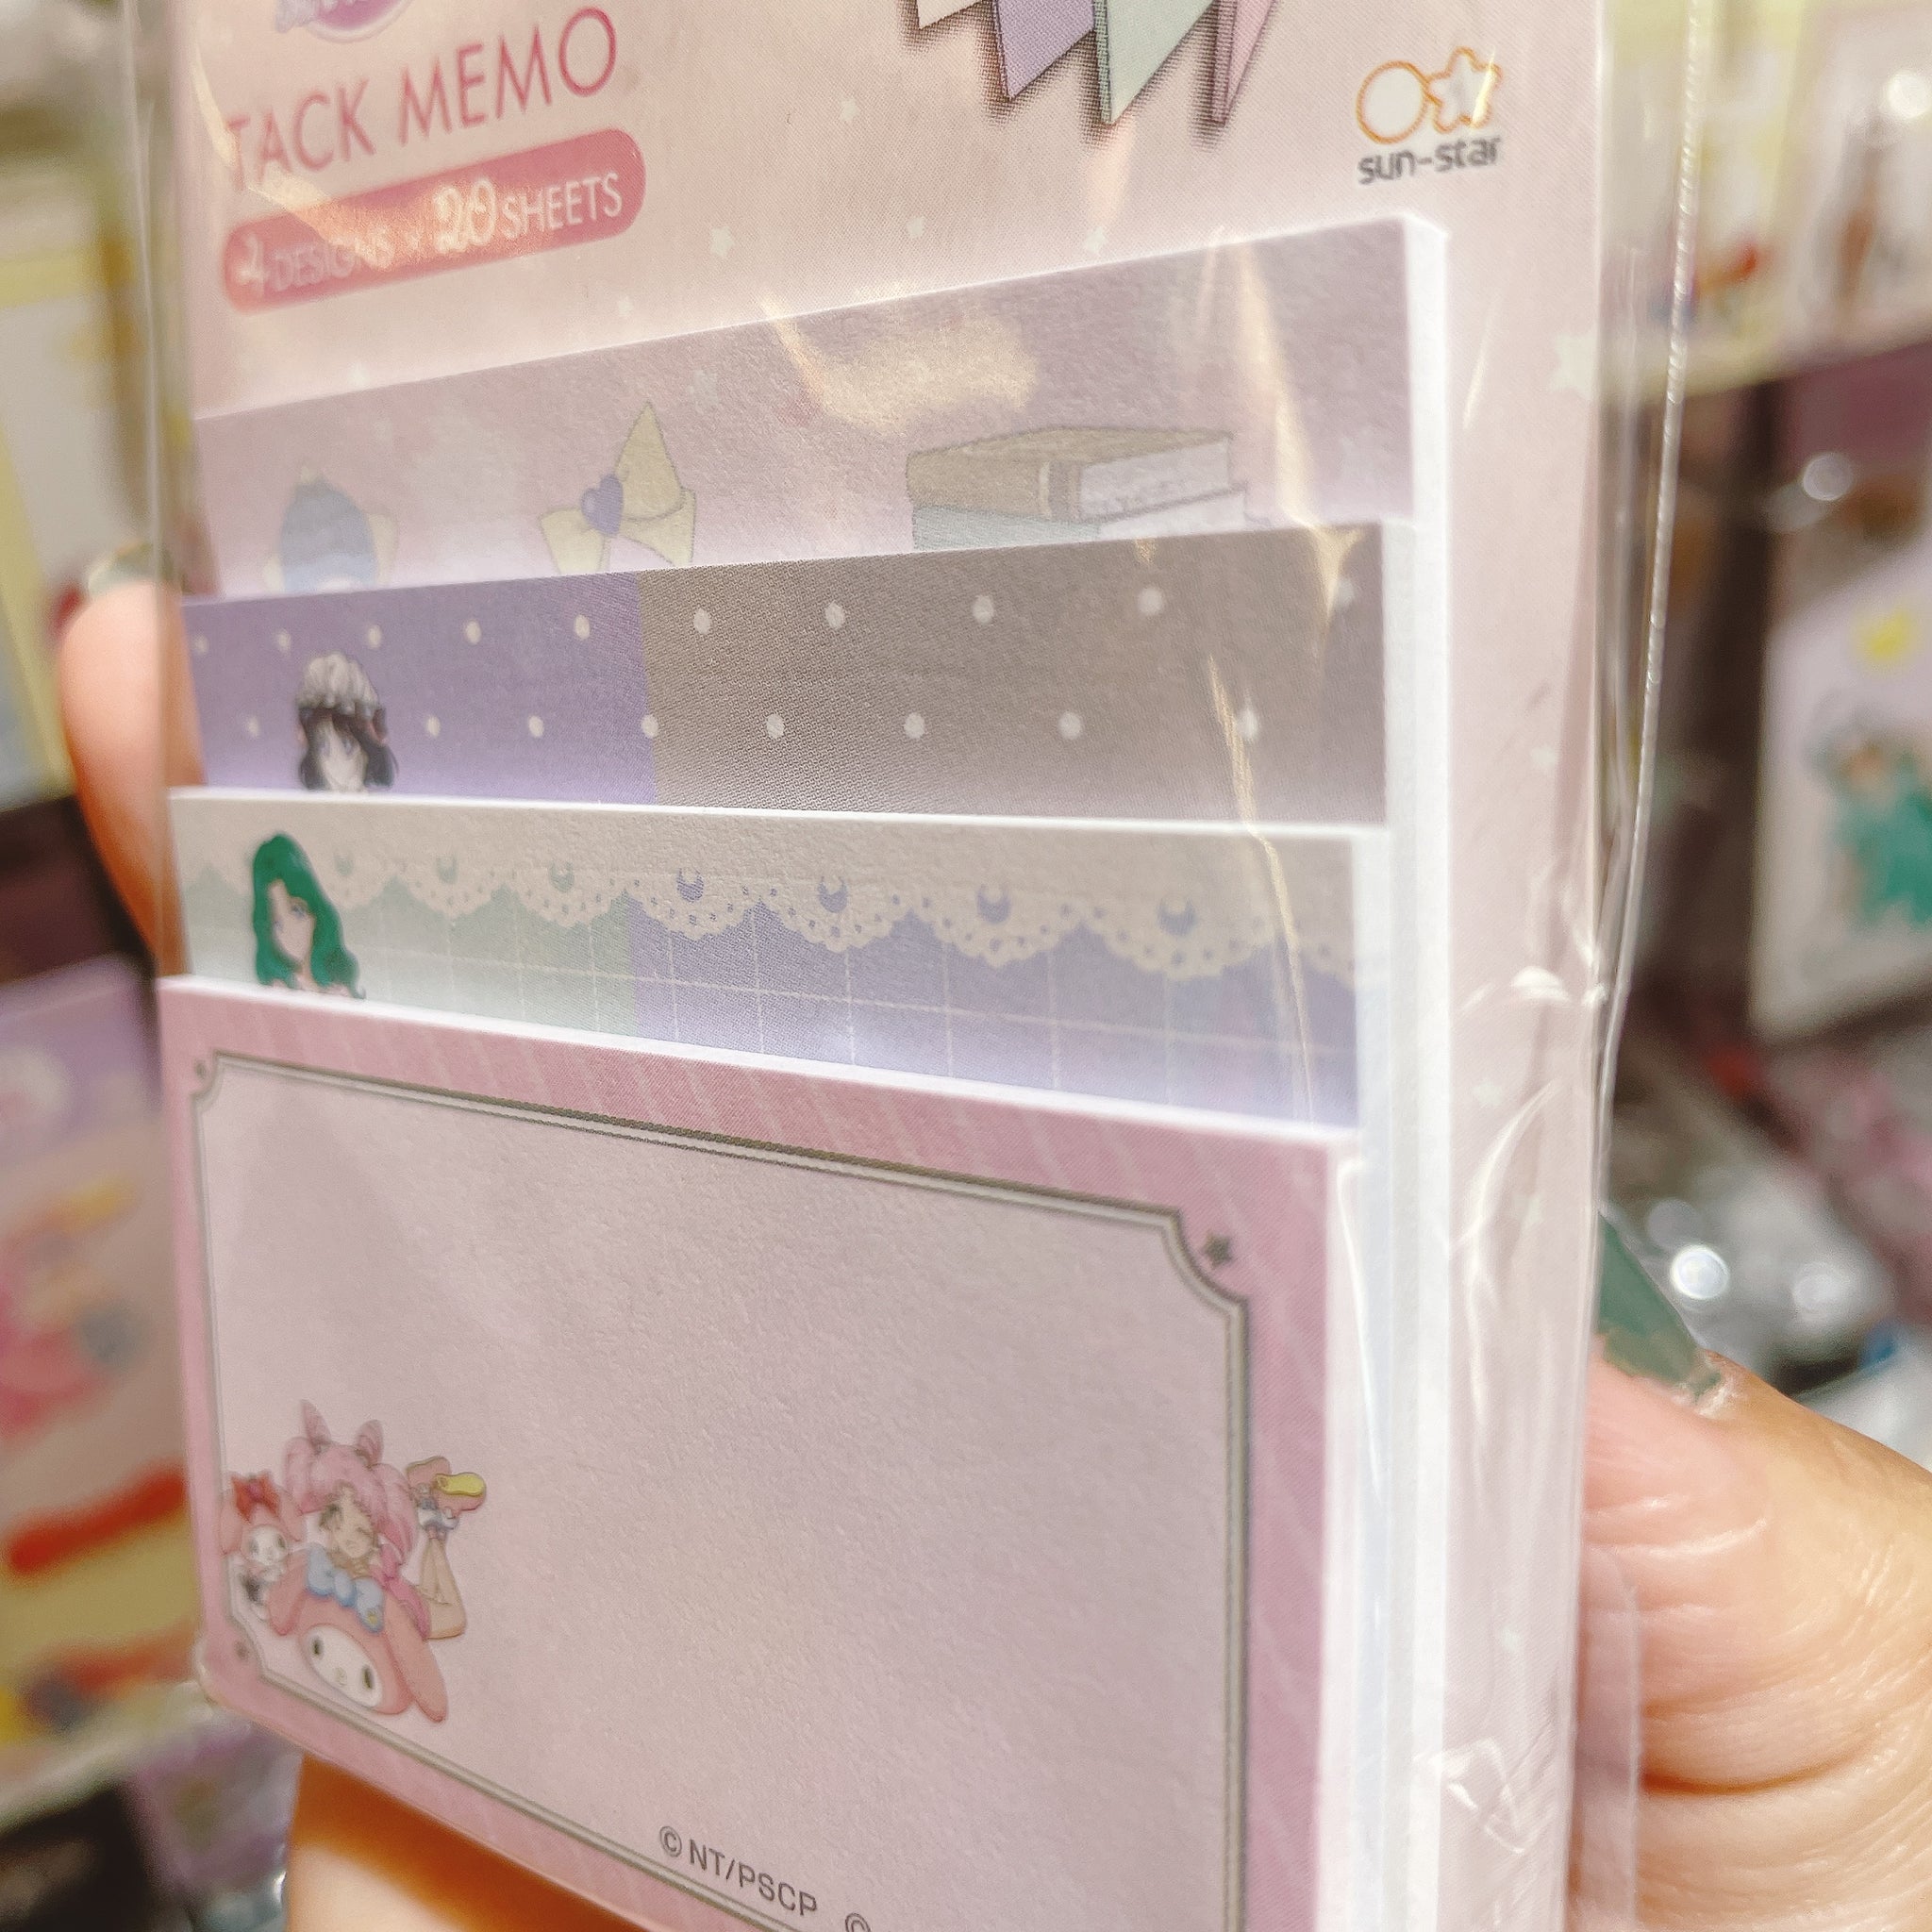 TACK MEMO
4 DESIGNS × 20 SHEETS
sun-star
© NT/PSCP ©